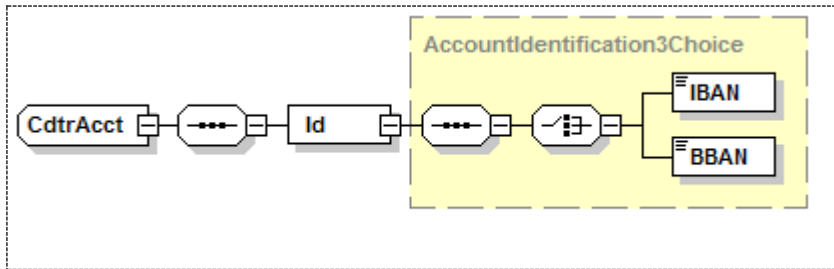 AccountIdentification3Choice
IBAN
CdtrAcct
Id
BBAN